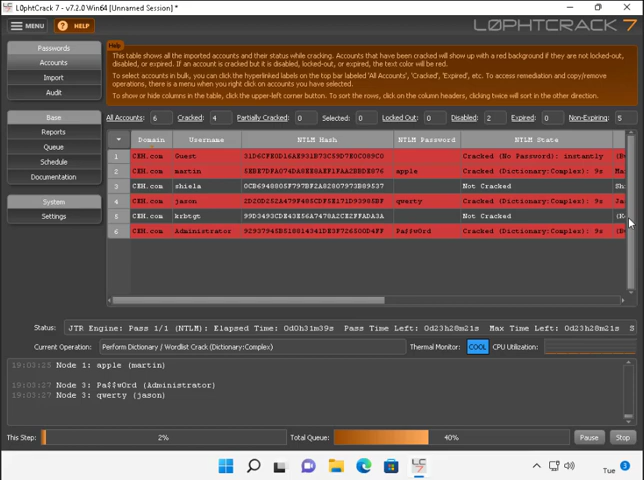 L0phtCrack 7 - v7.2.0 Win64 [Unnamed Session] *
MENU
HELP
L0PHTCRACK 7
Passwords
Accounts
Import
Audit
Base
Reports
Queue
Schedule
Documentation
System
Settings
Help
This table shows all the imported accounts and their status while cracking. Accounts that have been cracked will show up with a red background if they are not locked-out, disabled, or expired. If an account is cracked but it is disabled, locked-out, or expired, the text color will be red.
To select accounts in bulk, you can click the hyperlinked labels on the top bar labeled 'All Accounts', 'Cracked', 'Expired', etc. To access remediation and copy/remove operations, there is a menu when you right click on accounts you have selected.
To show or hide columns in the table, click the upper-left corner button. To sort the rows, click on the column headers, clicking twice will sort in the other direction.
All Accounts: 6 Cracked: 4 Partially Cracked: 0 Selected: 0 Locked Out: 0 Disabled: 2 Expired: 0 Non-Expiring: 5
Domain Username NTLM Hash NTLM Password NTLM State
1 CEH.com Guest Cracked (No Password): instantly
2 CEH.com martin apple Cracked (Dictionary:Complex): 9s
3 CEH.com shiela Not Cracked
4 CEH.com jason qwerty Cracked (Dictionary:Complex): 9s
5 CEH.com krbtgt Not Cracked
6 CEH.com Administrator Pa$$w0rd Cracked (Dictionary:Complex): 9s
Status: JTR Engine: Pass 1/1 (NTLM): Elapsed Time: 0d0h31m39s Pass Time Left: 0d23h28m21s Max Time Left: 0d23h28m21s S
Current Operation: Perform Dictionary / Wordlist Crack (Dictionary:Complex) Thermal Monitor: COOL CPU Utilization:
19:03:25 Node 1: apple (martin)
19:03:27 Node 3: Pa$$w0rd (Administrator)
19:03:27 Node 3: qwerty (jason)
This Step: 2% Total Queue: 40% Pause Stop
LC
7
Tue 3